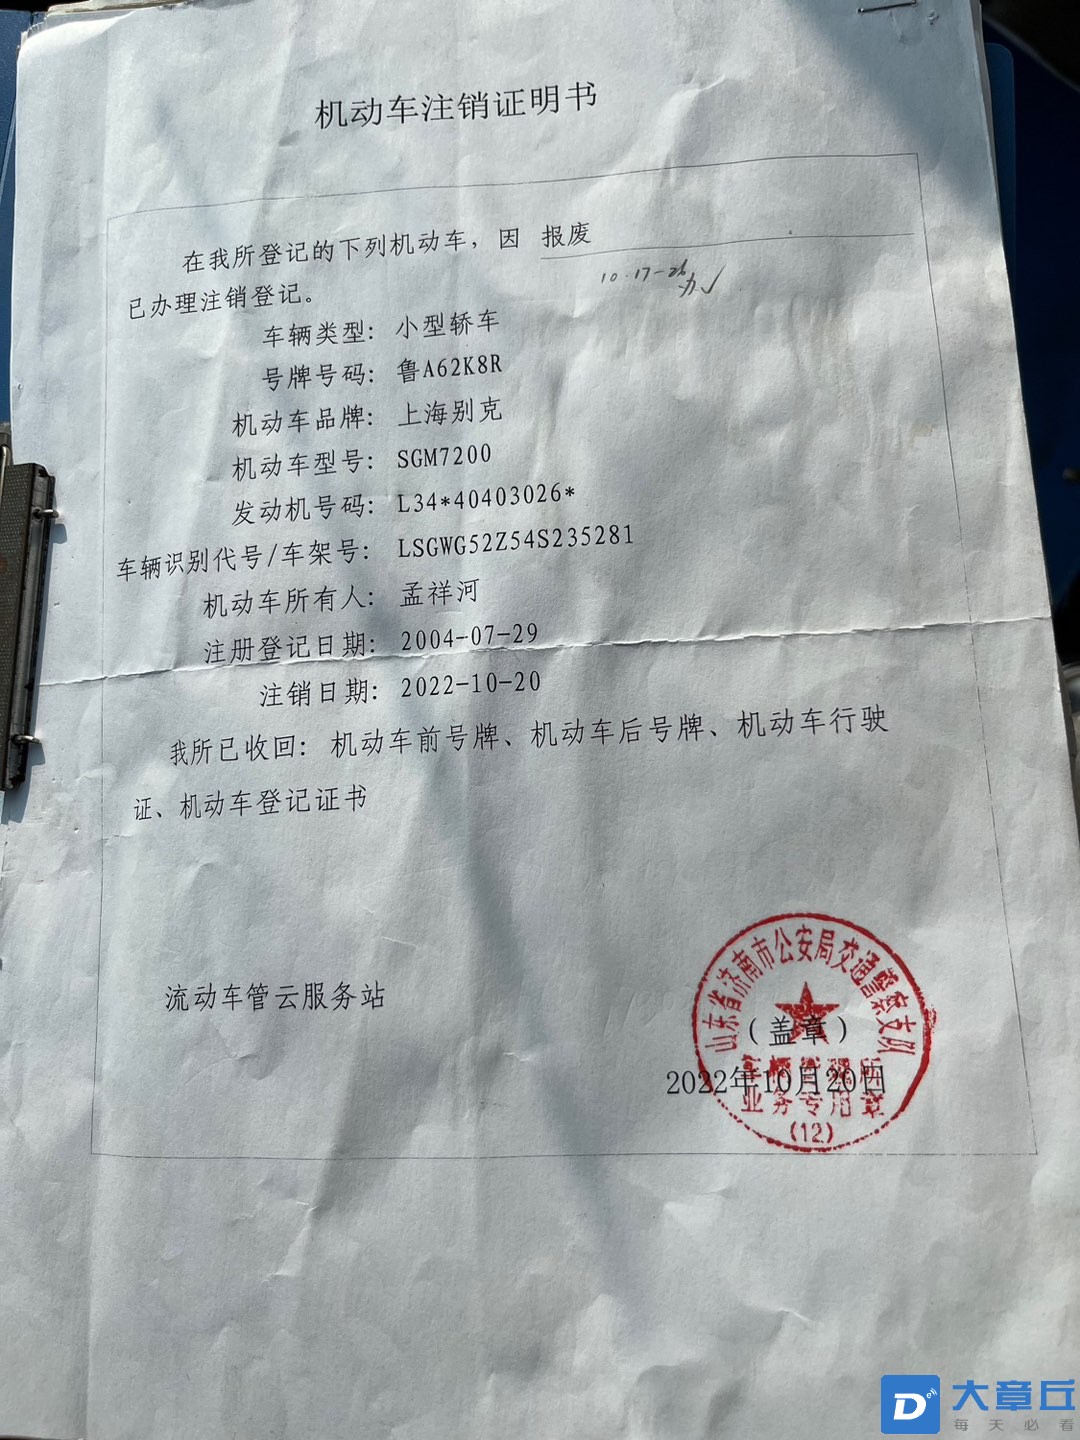 机动车注销证明书
在我所登记的下列机动车，因 报废
10.17-26
办
已办理注销登记。
车辆类型：小型轿车
号牌号码：鲁A62K8R
机动车品牌：上海别克
机动车型号：SGM7200
发动机号码：L34*40403026*
车辆识别代号/车架号：LSGWG52Z54S235281
机动车所有人：孟祥河
注册登记日期：2004-07-29
注销日期：2022-10-20
我所已收回：机动车前号牌、机动车后号牌、机动车行驶
证、机动车登记证书
流动车管云服务站
山东省济南市公安局交通警察支队
（盖章）
2022年10月20日
业务专用章
(12)
大章丘
每天必看